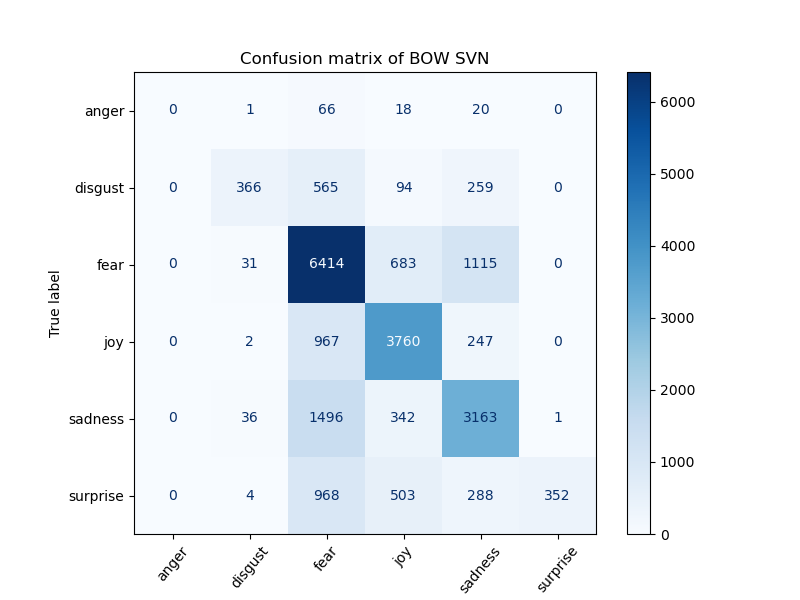 Confusion matrix of BOW SVN
True label
anger 0 1 66 18 20 0
disgust 0 366 565 94 259 0
fear 0 31 6414 683 1115 0
joy 0 2 967 3760 247 0
sadness 0 36 1496 342 3163 1
surprise 0 4 968 503 288 352
anger disgust fear joy sadness surprise
6000
5000
4000
3000
2000
1000
0